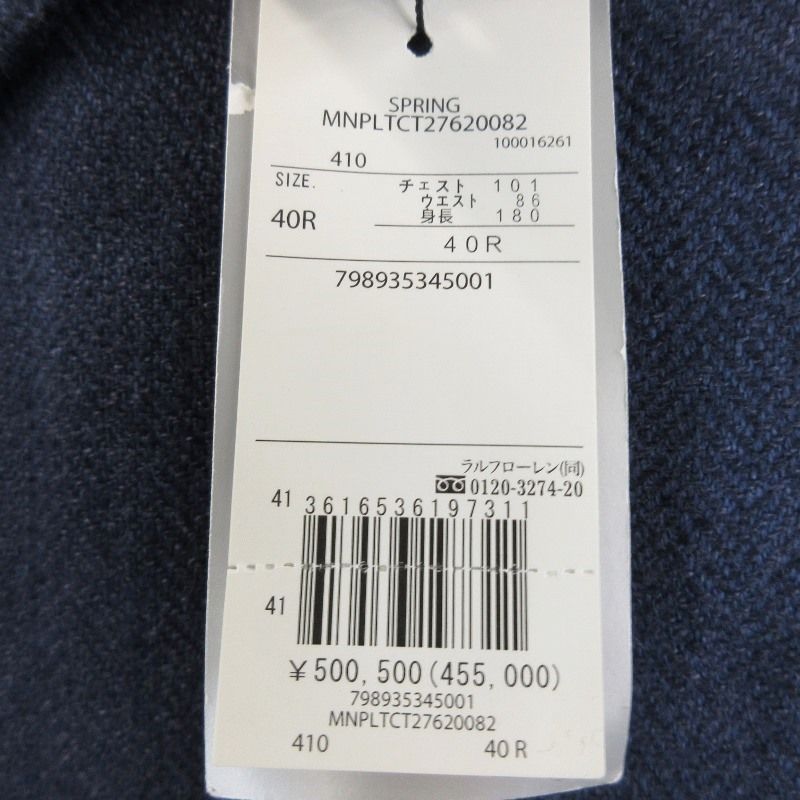 SPRING
MNPLTCT27620082
100016261
410
SIZE.
40R
チェスト 101
ウエスト 86
身長 180
40R
798935345001
ラルフローレン(同)
0120-3274-20
41 3616536197311
41
¥500,500(455,000)
798935345001
MNPLTCT27620082
410 40R